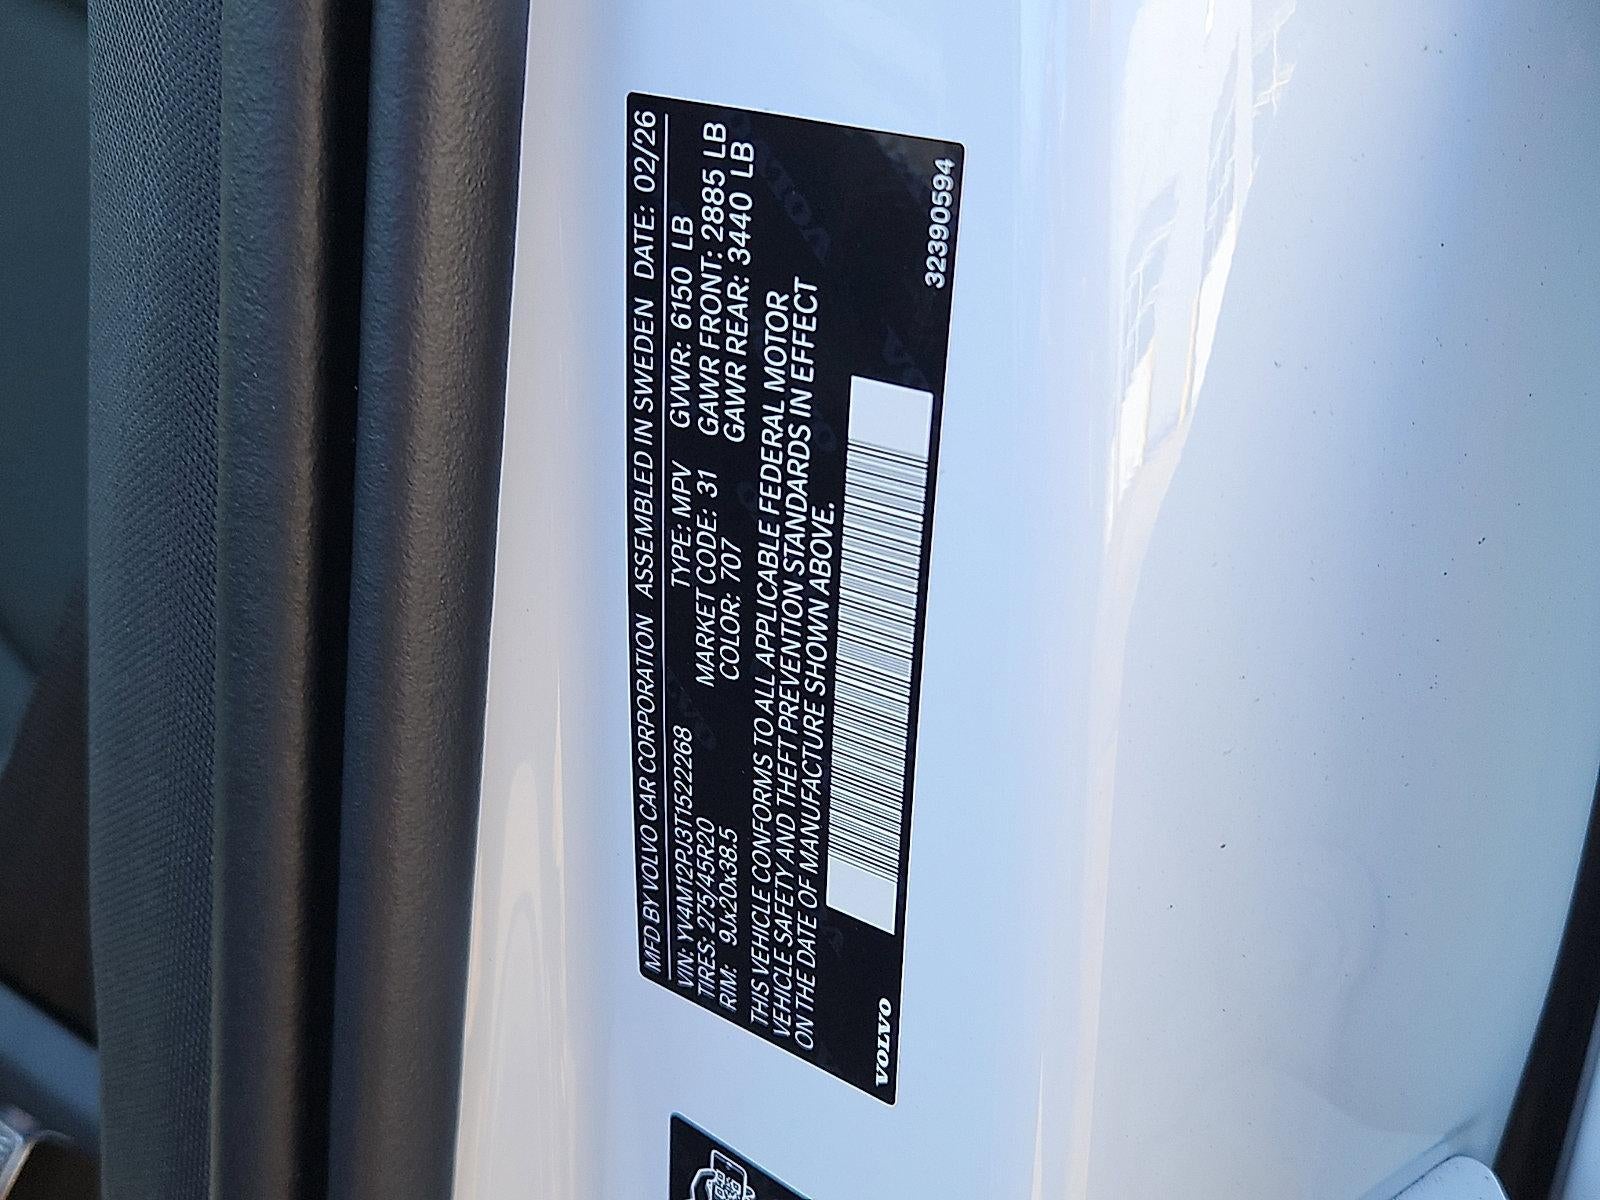 MFD BY VOLVO CAR CORPORATION ASSEMBLED IN SWEDEN DATE: 02/26
VIN: YV4M12PJ3T1522268 TYPE: MPV GVWR: 6150 LB
TIRES: 275/45R20 MARKET CODE: 31 GAWR FRONT: 2885 LB
RIM: 9Jx20x38.5 COLOR: 707 GAWR REAR: 3440 LB
THIS VEHICLE CONFORMS TO ALL APPLICABLE FEDERAL MOTOR
VEHICLE SAFETY AND THEFT PREVENTION STANDARDS IN EFFECT
ON THE DATE OF MANUFACTURE SHOWN ABOVE.
VOLVO 32390594